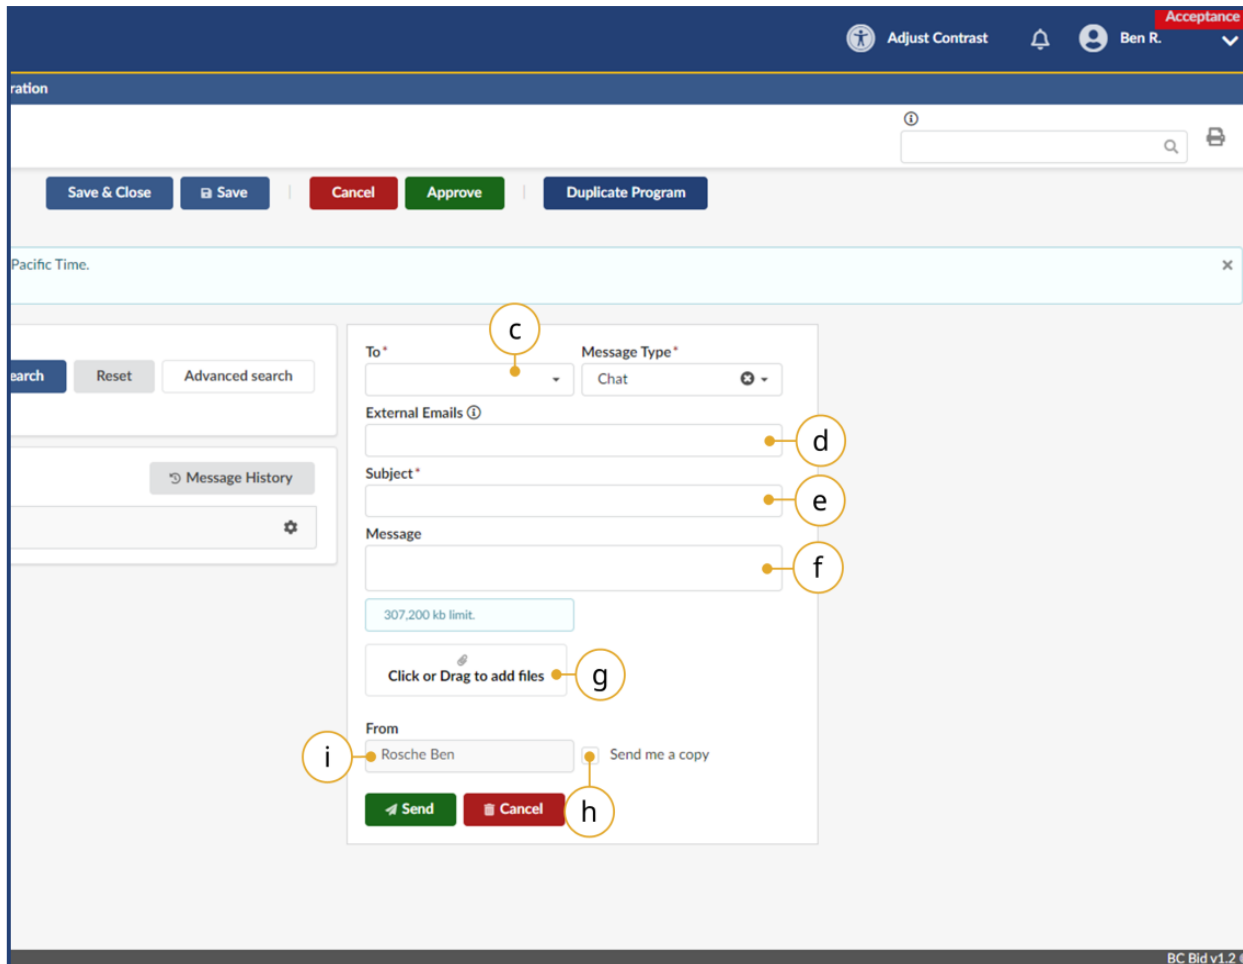 Acceptance
Adjust Contrast
Ben R.
ration
Save & Close
Save
Cancel
Approve
Duplicate Program
Pacific Time.
c
To*
Message Type*
earch
Reset
Advanced search
Chat
External Emails
d
Message History
Subject*
e
Message
f
307,200 kb limit.
Click or Drag to add files
g
From
i
Rosche Ben
Send me a copy
Send
Cancel
h
BC Bid v1.2